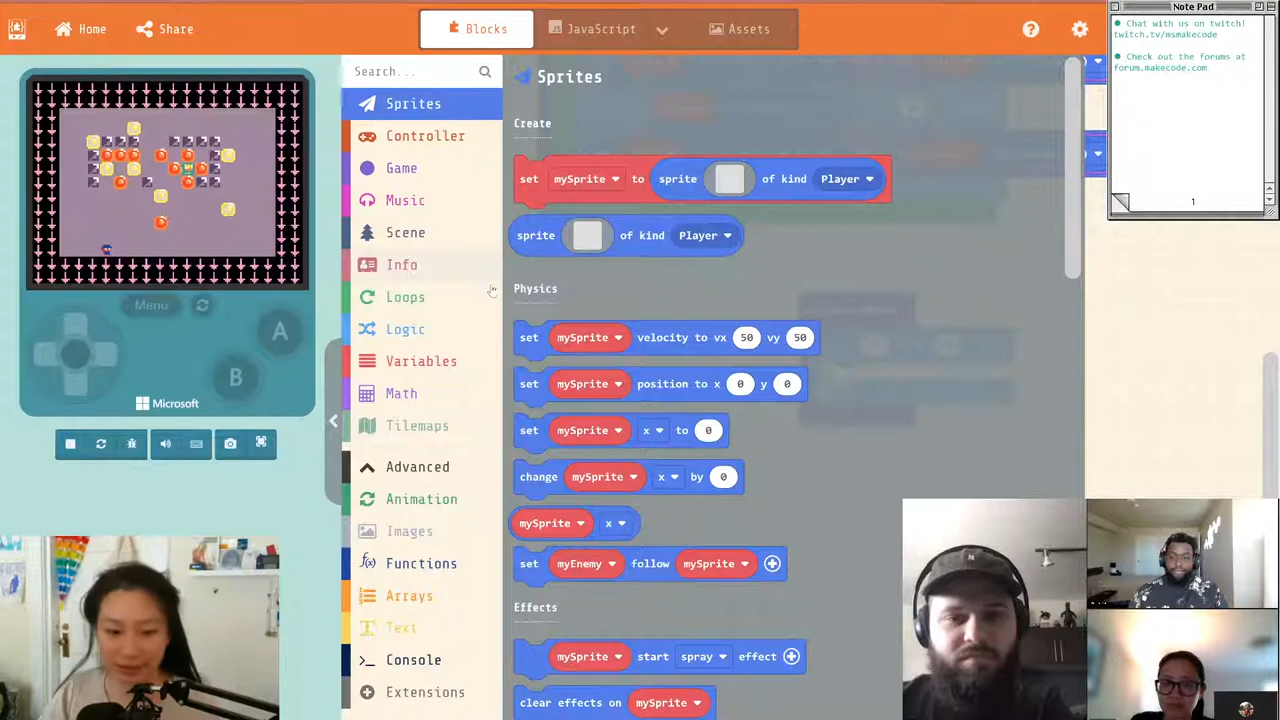 Home
Share
Blocks
JavaScript
Assets
Note Pad
Chat with us on twitch!
twitch.tv/msmakecode
Check out the forums at
forum.makecode.com
1
Menu
A
B
Microsoft
Search...
Sprites
Controller
Game
Music
Scene
Info
Loops
Logic
Variables
Math
Tilemaps
Advanced
Animation
Images
Functions
Arrays
Text
Console
Extensions
Sprites
Create
set mySprite to sprite of kind Player
sprite of kind Player
Physics
set mySprite velocity to vx 50 vy 50
set mySprite position to x 0 y 0
set mySprite x to 0
change mySprite x by 0
mySprite x
set myEnemy follow mySprite
Effects
mySprite start spray effect
clear effects on mySprite